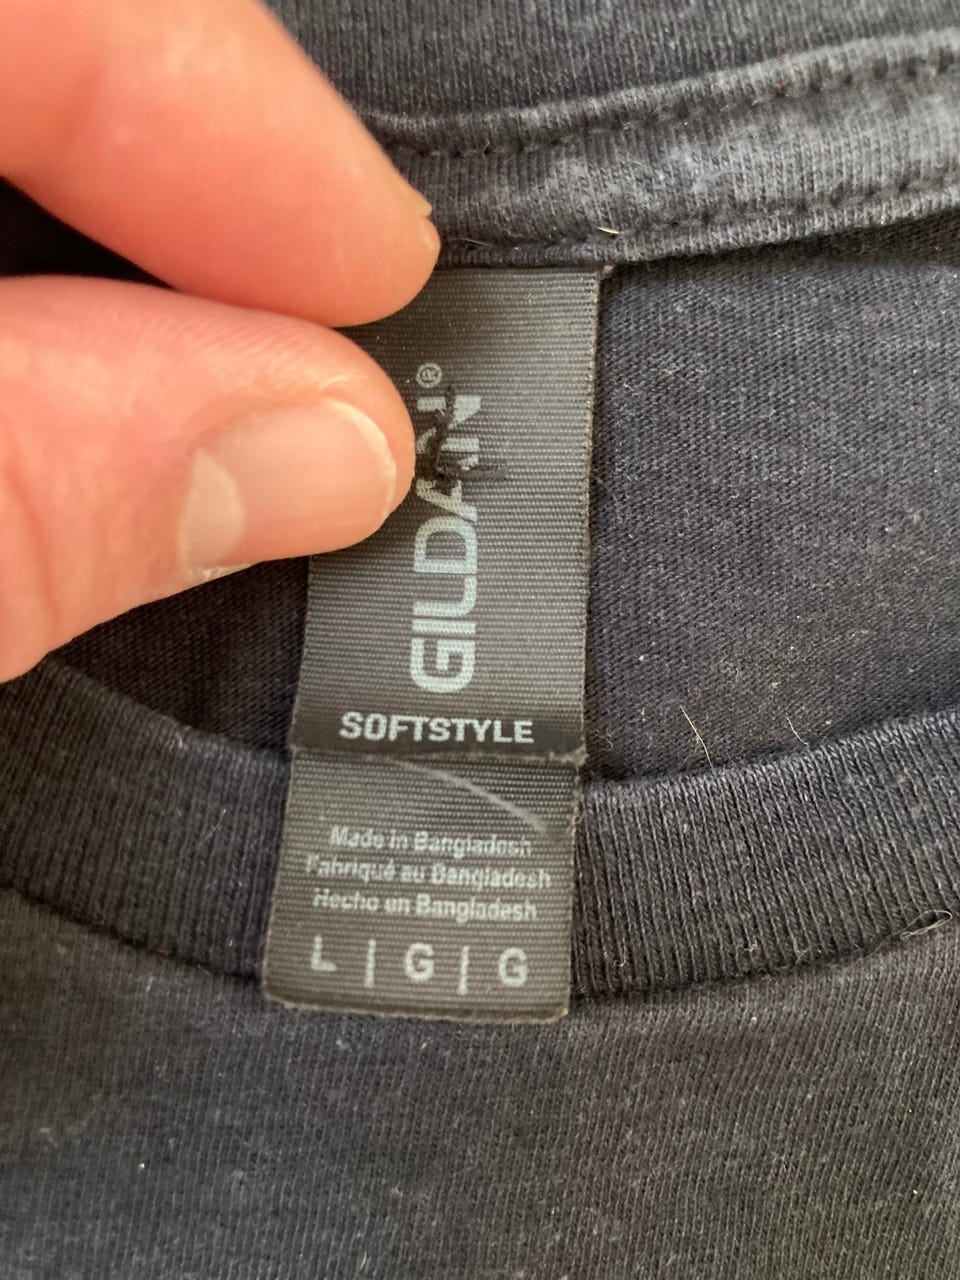 GILDAN®
SOFTSTYLE
Made in Bangladesh
Fabriqué au Bangladesh
Hecho en Bangladesh
L | G | G